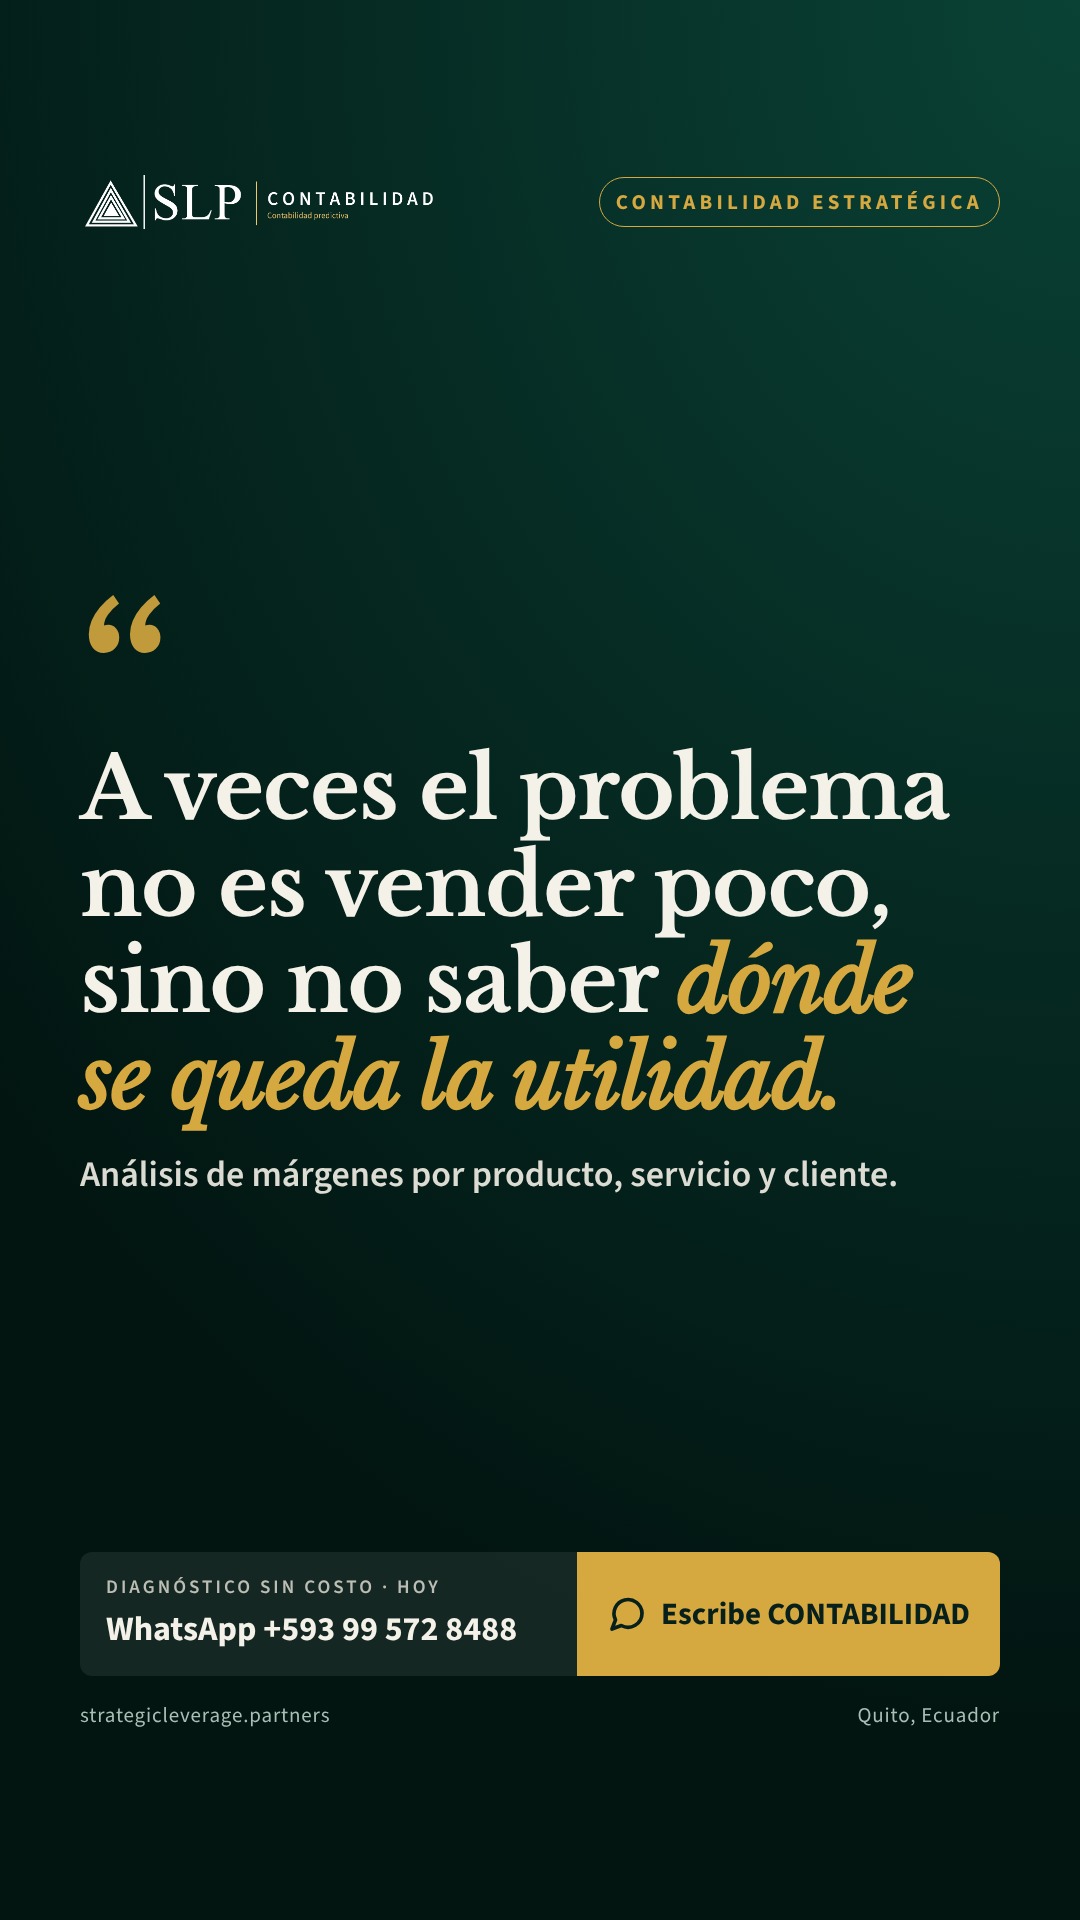 SLP CONTABILIDAD
Contabilidad predictiva
CONTABILIDAD ESTRATÉGICA
“
A veces el problema
no es vender poco,
sino no saber dónde
se queda la utilidad.
Análisis de márgenes por producto, servicio y cliente.
DIAGNÓSTICO SIN COSTO · HOY
WhatsApp +593 99 572 8488
Escribe CONTABILIDAD
strategicleverage.partners
Quito, Ecuador